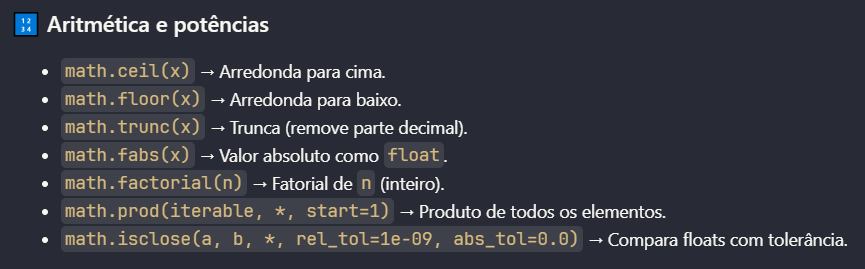 🔢 Aritmética e potências
• math.ceil(x) → Arredonda para cima.
• math.floor(x) → Arredonda para baixo.
• math.trunc(x) → Trunca (remove parte decimal).
• math.fabs(x) → Valor absoluto como float.
• math.factorial(n) → Fatorial de n (inteiro).
• math.prod(iterable, *, start=1) → Produto de todos os elementos.
• math.isclose(a, b, *, rel_tol=1e-09, abs_tol=0.0) → Compara floats com tolerância.